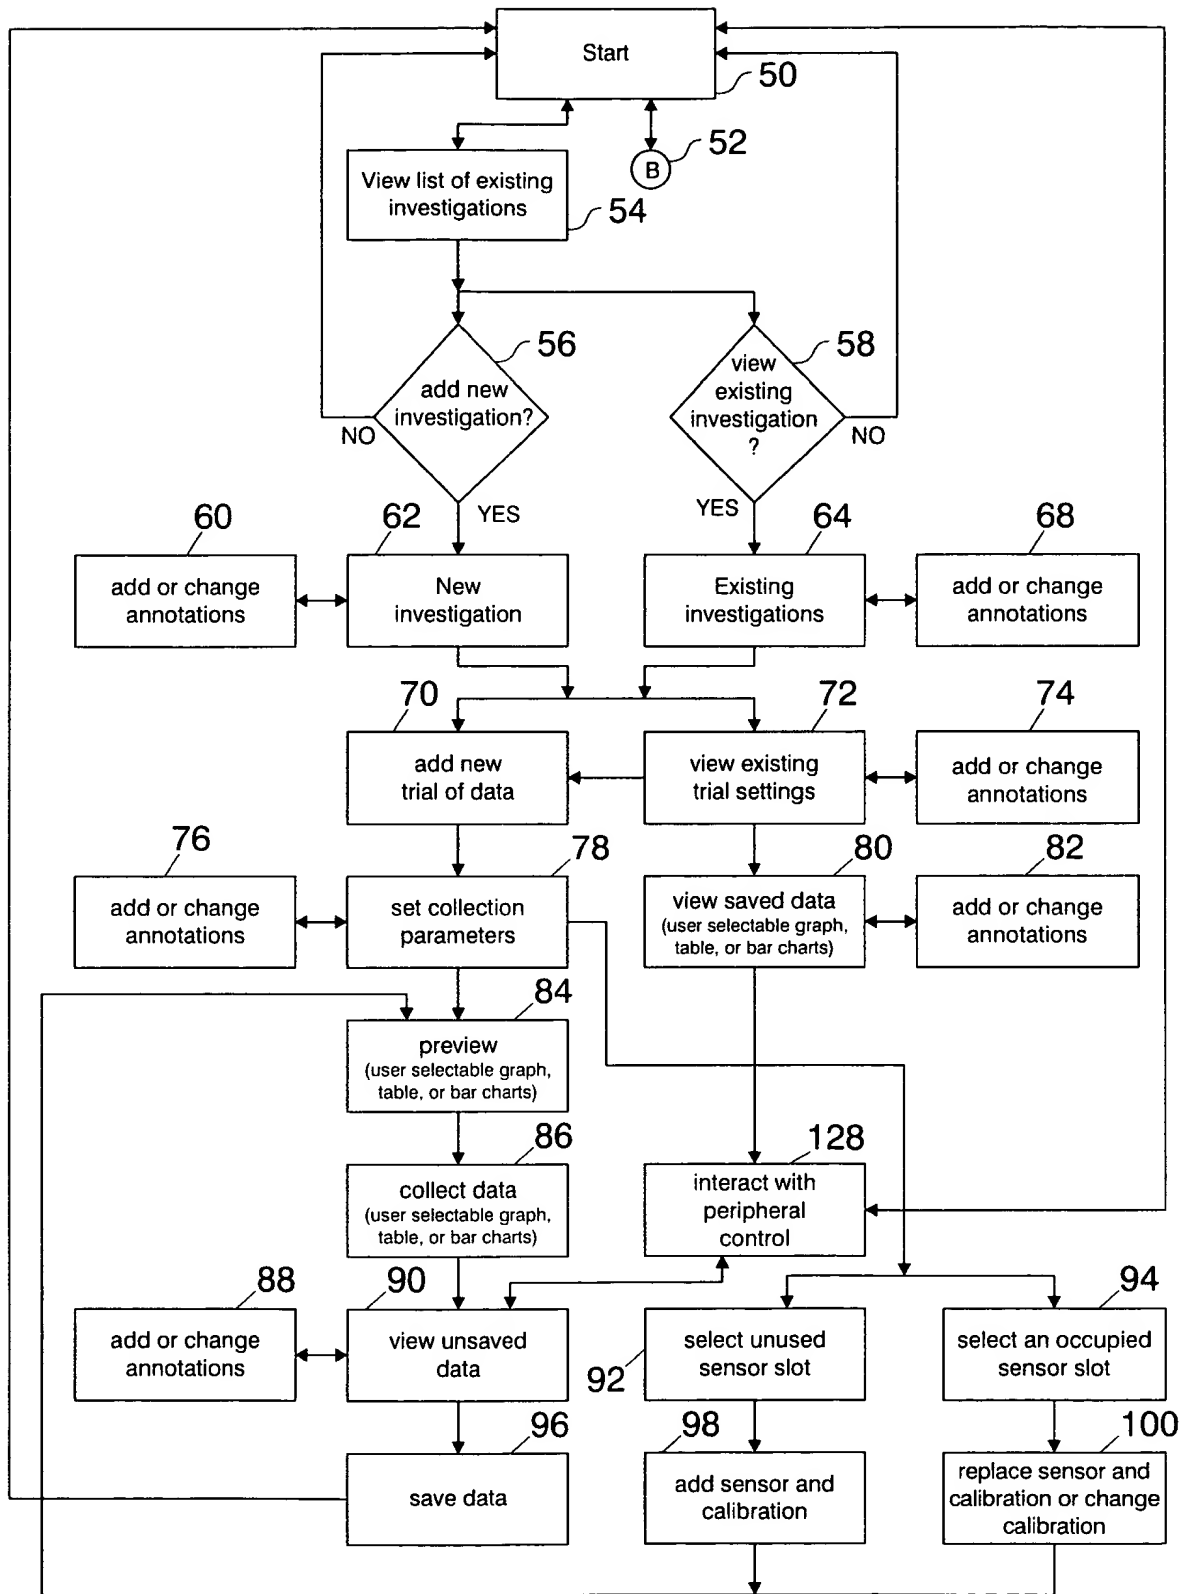 Start
50
52
B
View list of existing
investigations
54
56
58
add new
investigation?
view
existing
investigation
?
NO
NO
YES
YES
60
62
64
68
add or change
annotations
New
investigation
Existing
investigations
add or change
annotations
70
72
74
add new
trial of data
view existing
trial settings
add or change
annotations
76
78
80
82
add or change
annotations
set collection
parameters
view saved data
(user selectable graph,
table, or bar charts)
add or change
annotations
84
preview
(user selectable graph,
table, or bar charts)
86
128
collect data
(user selectable graph,
table, or bar charts)
interact with
peripheral
control
88
90
94
add or change
annotations
view unsaved
data
92
select unused
sensor slot
select an occupied
sensor slot
96
98
100
save data
add sensor and
calibration
replace sensor and
calibration or change
calibration